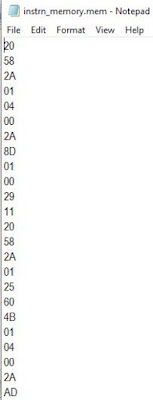 instrn_memory.mem - Notepad
File Edit Format View Help
20
58
2A
01
04
00
2A
8D
01
00
29
11
20
58
2A
01
25
60
4B
01
04
00
2A
AD